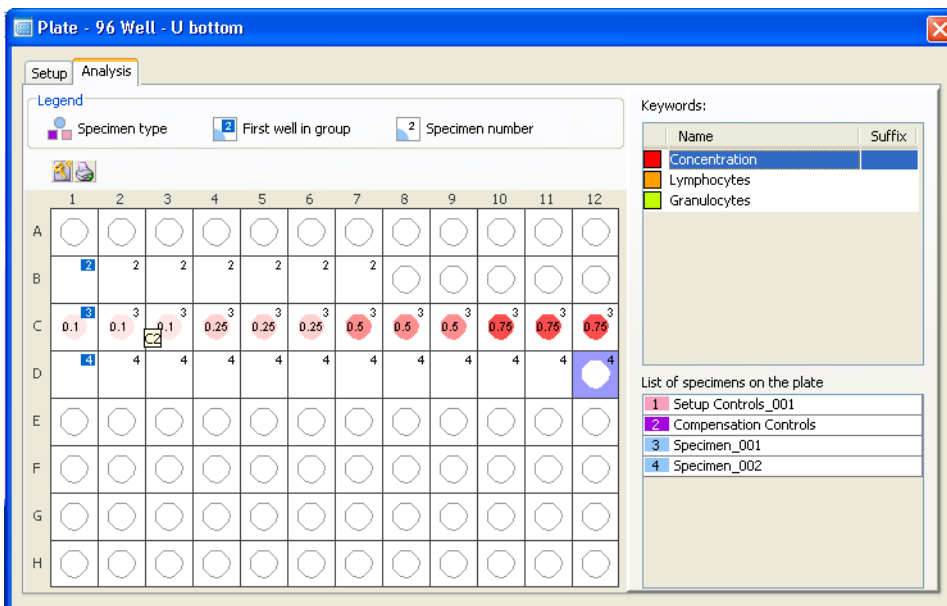 Plate - 96 Well - U bottom
Setup Analysis
Legend
Specimen type 2 First well in group 2 Specimen number
1 2 3 4 5 6 7 8 9 10 11 12
A
B 2 2 2 2 2 2 2
3 3 3 3 3 3 3 3 3 3 3 3
C 0.1 0.1 0.1 0.25 0.25 0.25 0.5 0.5 0.5 0.75 0.75 0.75
C2
D 4 4 4 4 4 4 4 4 4 4 4 4
E
F
G
H
Keywords:
Name Suffix
Concentration
Lymphocytes
Granulocytes
List of specimens on the plate
1 Setup Controls_001
2 Compensation Controls
3 Specimen_001
4 Specimen_002